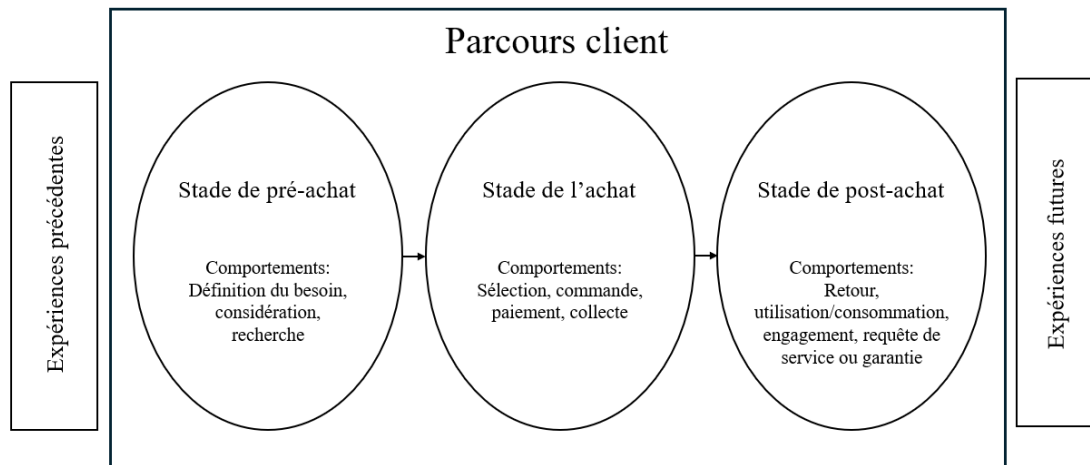 Parcours client
Expériences précédentes
Stade de pré-achat
Comportements:
Définition du besoin,
considération,
recherche
Stade de l’achat
Comportements:
Sélection, commande,
paiement, collecte
Stade de post-achat
Comportements:
Retour,
utilisation/consommation,
engagement, requête de
service ou garantie
Expériences futures